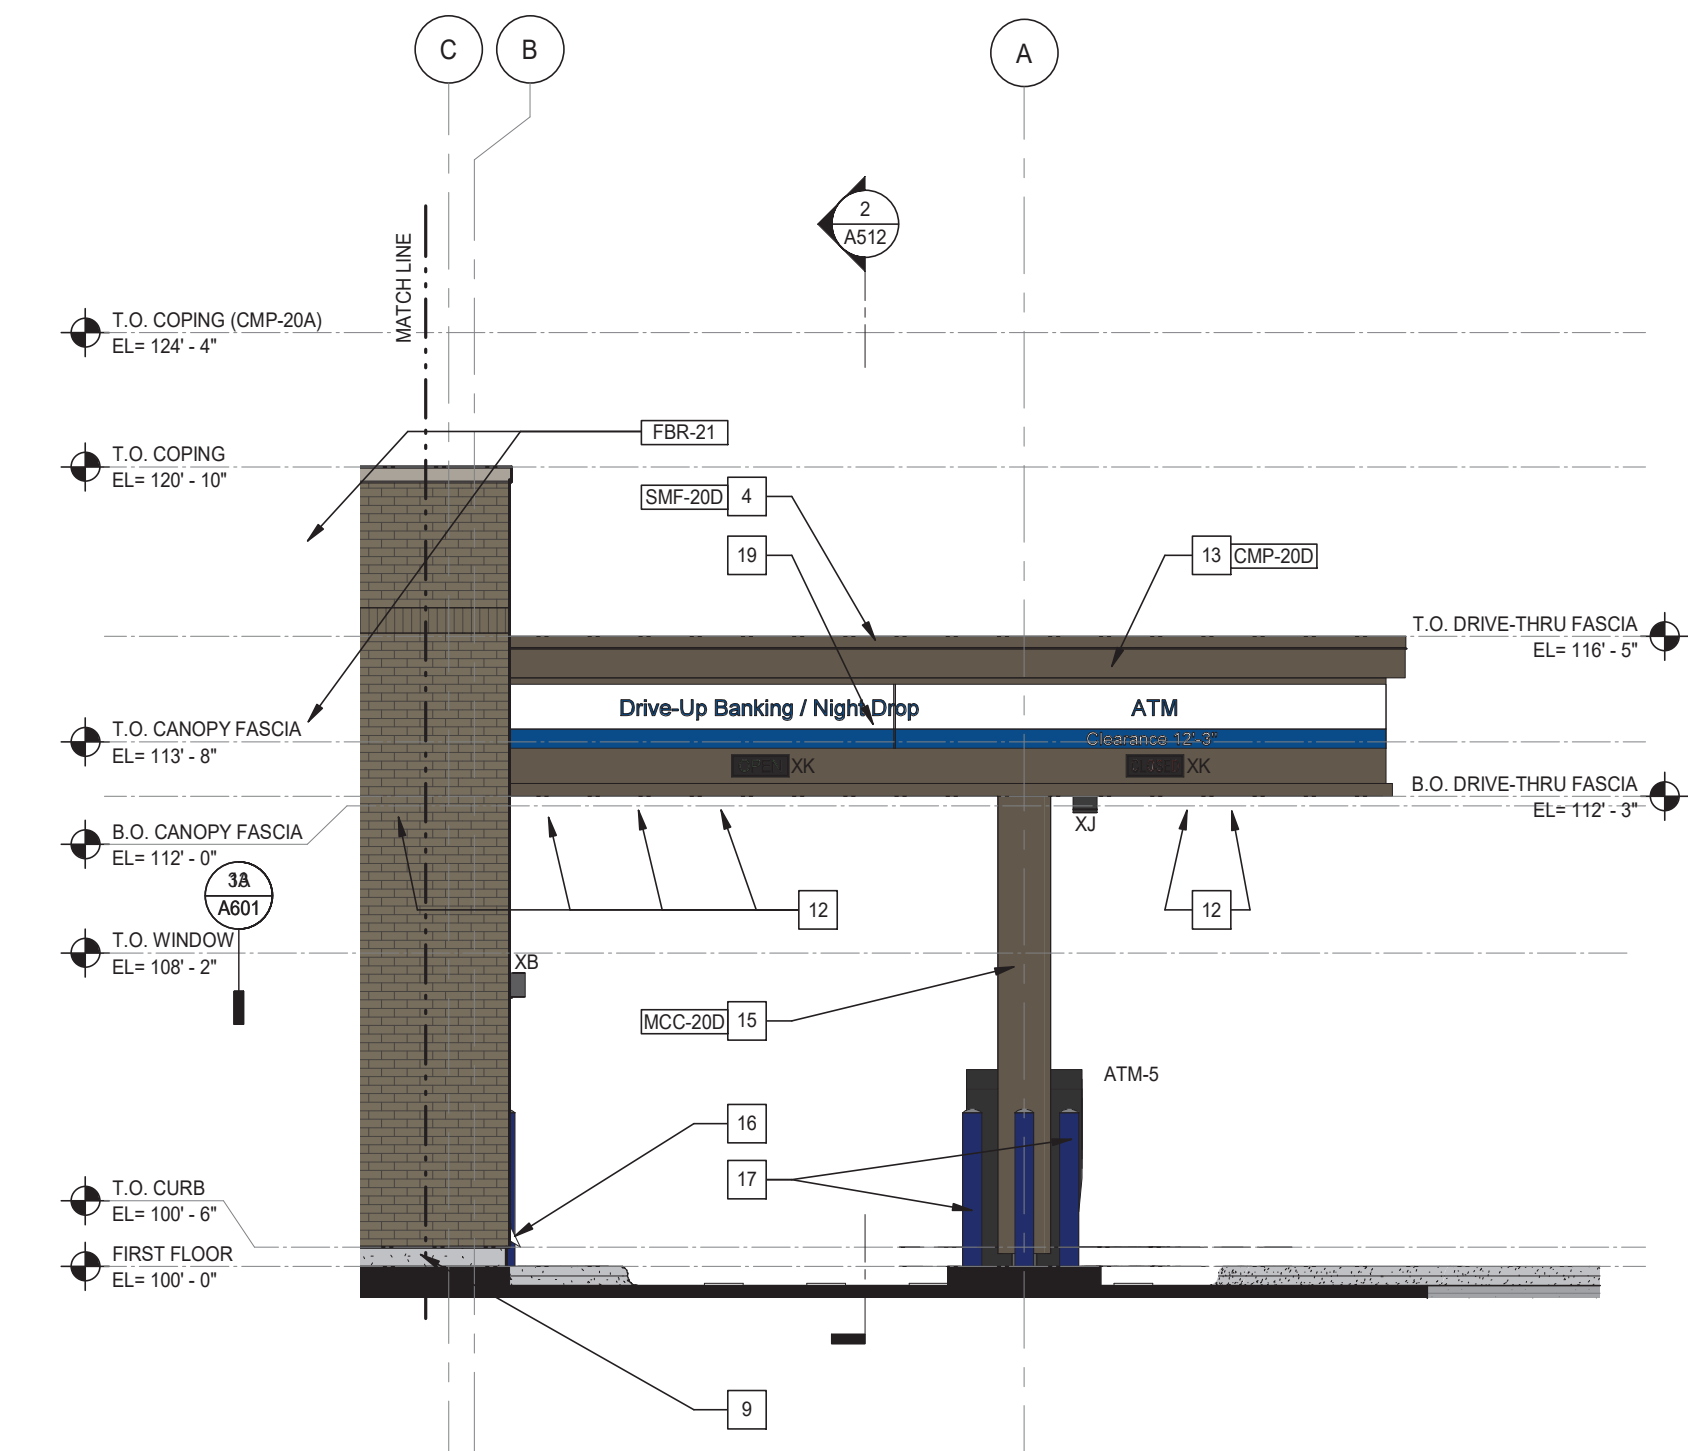 C
B
A
2
A512
MATCH LINE
T.O. COPING (CMP-20A)
EL= 124' - 4"
FBR-21
T.O. COPING
EL= 120' - 10"
SMF-20D 4
19
13 CMP-20D
T.O. DRIVE-THRU FASCIA
EL= 116' - 5"
Drive-Up Banking / Night Drop
ATM
T.O. CANOPY FASCIA
EL= 113' - 8"
Clearance 12'-3"
OPEN XK
XK
B.O. DRIVE-THRU FASCIA
EL= 112' - 3"
XJ
B.O. CANOPY FASCIA
EL= 112' - 0"
A601
12
12
T.O. WINDOW
EL= 108' - 2"
XB
MCC-20D 15
ATM-5
16
17
T.O. CURB
EL= 100' - 6"
FIRST FLOOR
EL= 100' - 0"
9